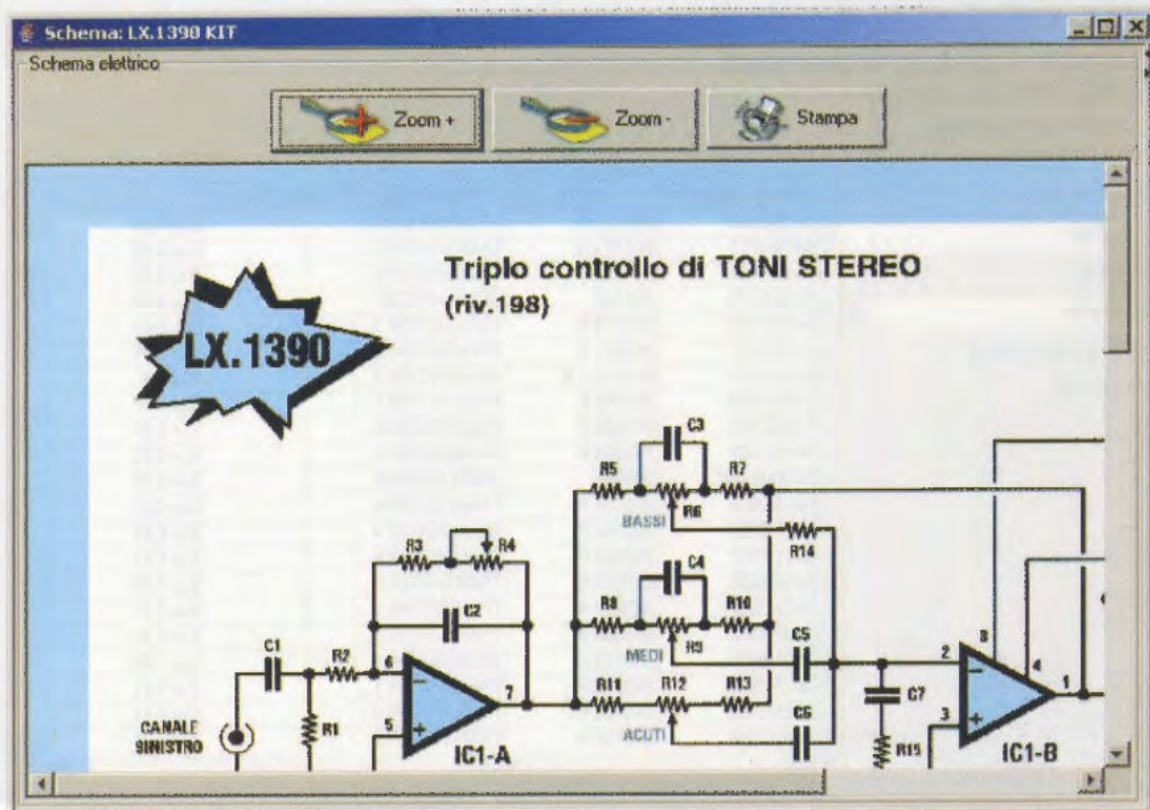 Schema: LX.1390 KIT
Schema elettrico
Zoom + Zoom - Stampa
Triplo controllo di TONI STEREO
(riv.198)
LX.1390
C3
R5 R7
R6
BASSI
R14
R3 R4
C4
C2
R8 R10
R9
MEDI
C1
R2
6
C5
2
8
4
C7
7
R11 R12 R13
1
R1
5
3
CANALE
SINISTRO
ACUTI
C6
R15
IC1-A
IC1-B